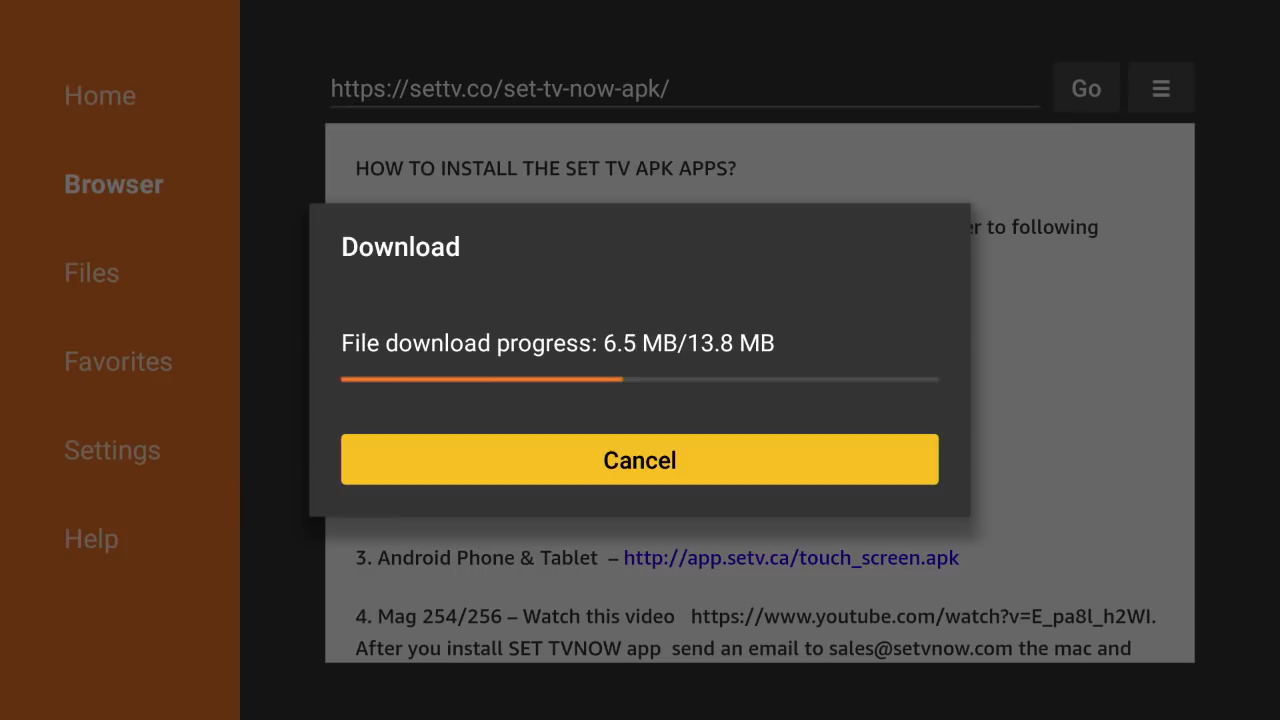 Home
Browser
Files
Favorites
Settings
Help
https://settv.co/set-tv-now-apk/
Go
HOW TO INSTALL THE SET TV APK APPS?
to following
Download
File download progress: 6.5 MB/13.8 MB
Cancel
3. Android Phone & Tablet – http://app.setv.ca/touch_screen.apk
4. Mag 254/256 – Watch this video https://www.youtube.com/watch?v=E_pa8l_h2WI.
After you install SET TVNOW app send an email to sales@setvnow.com the mac and